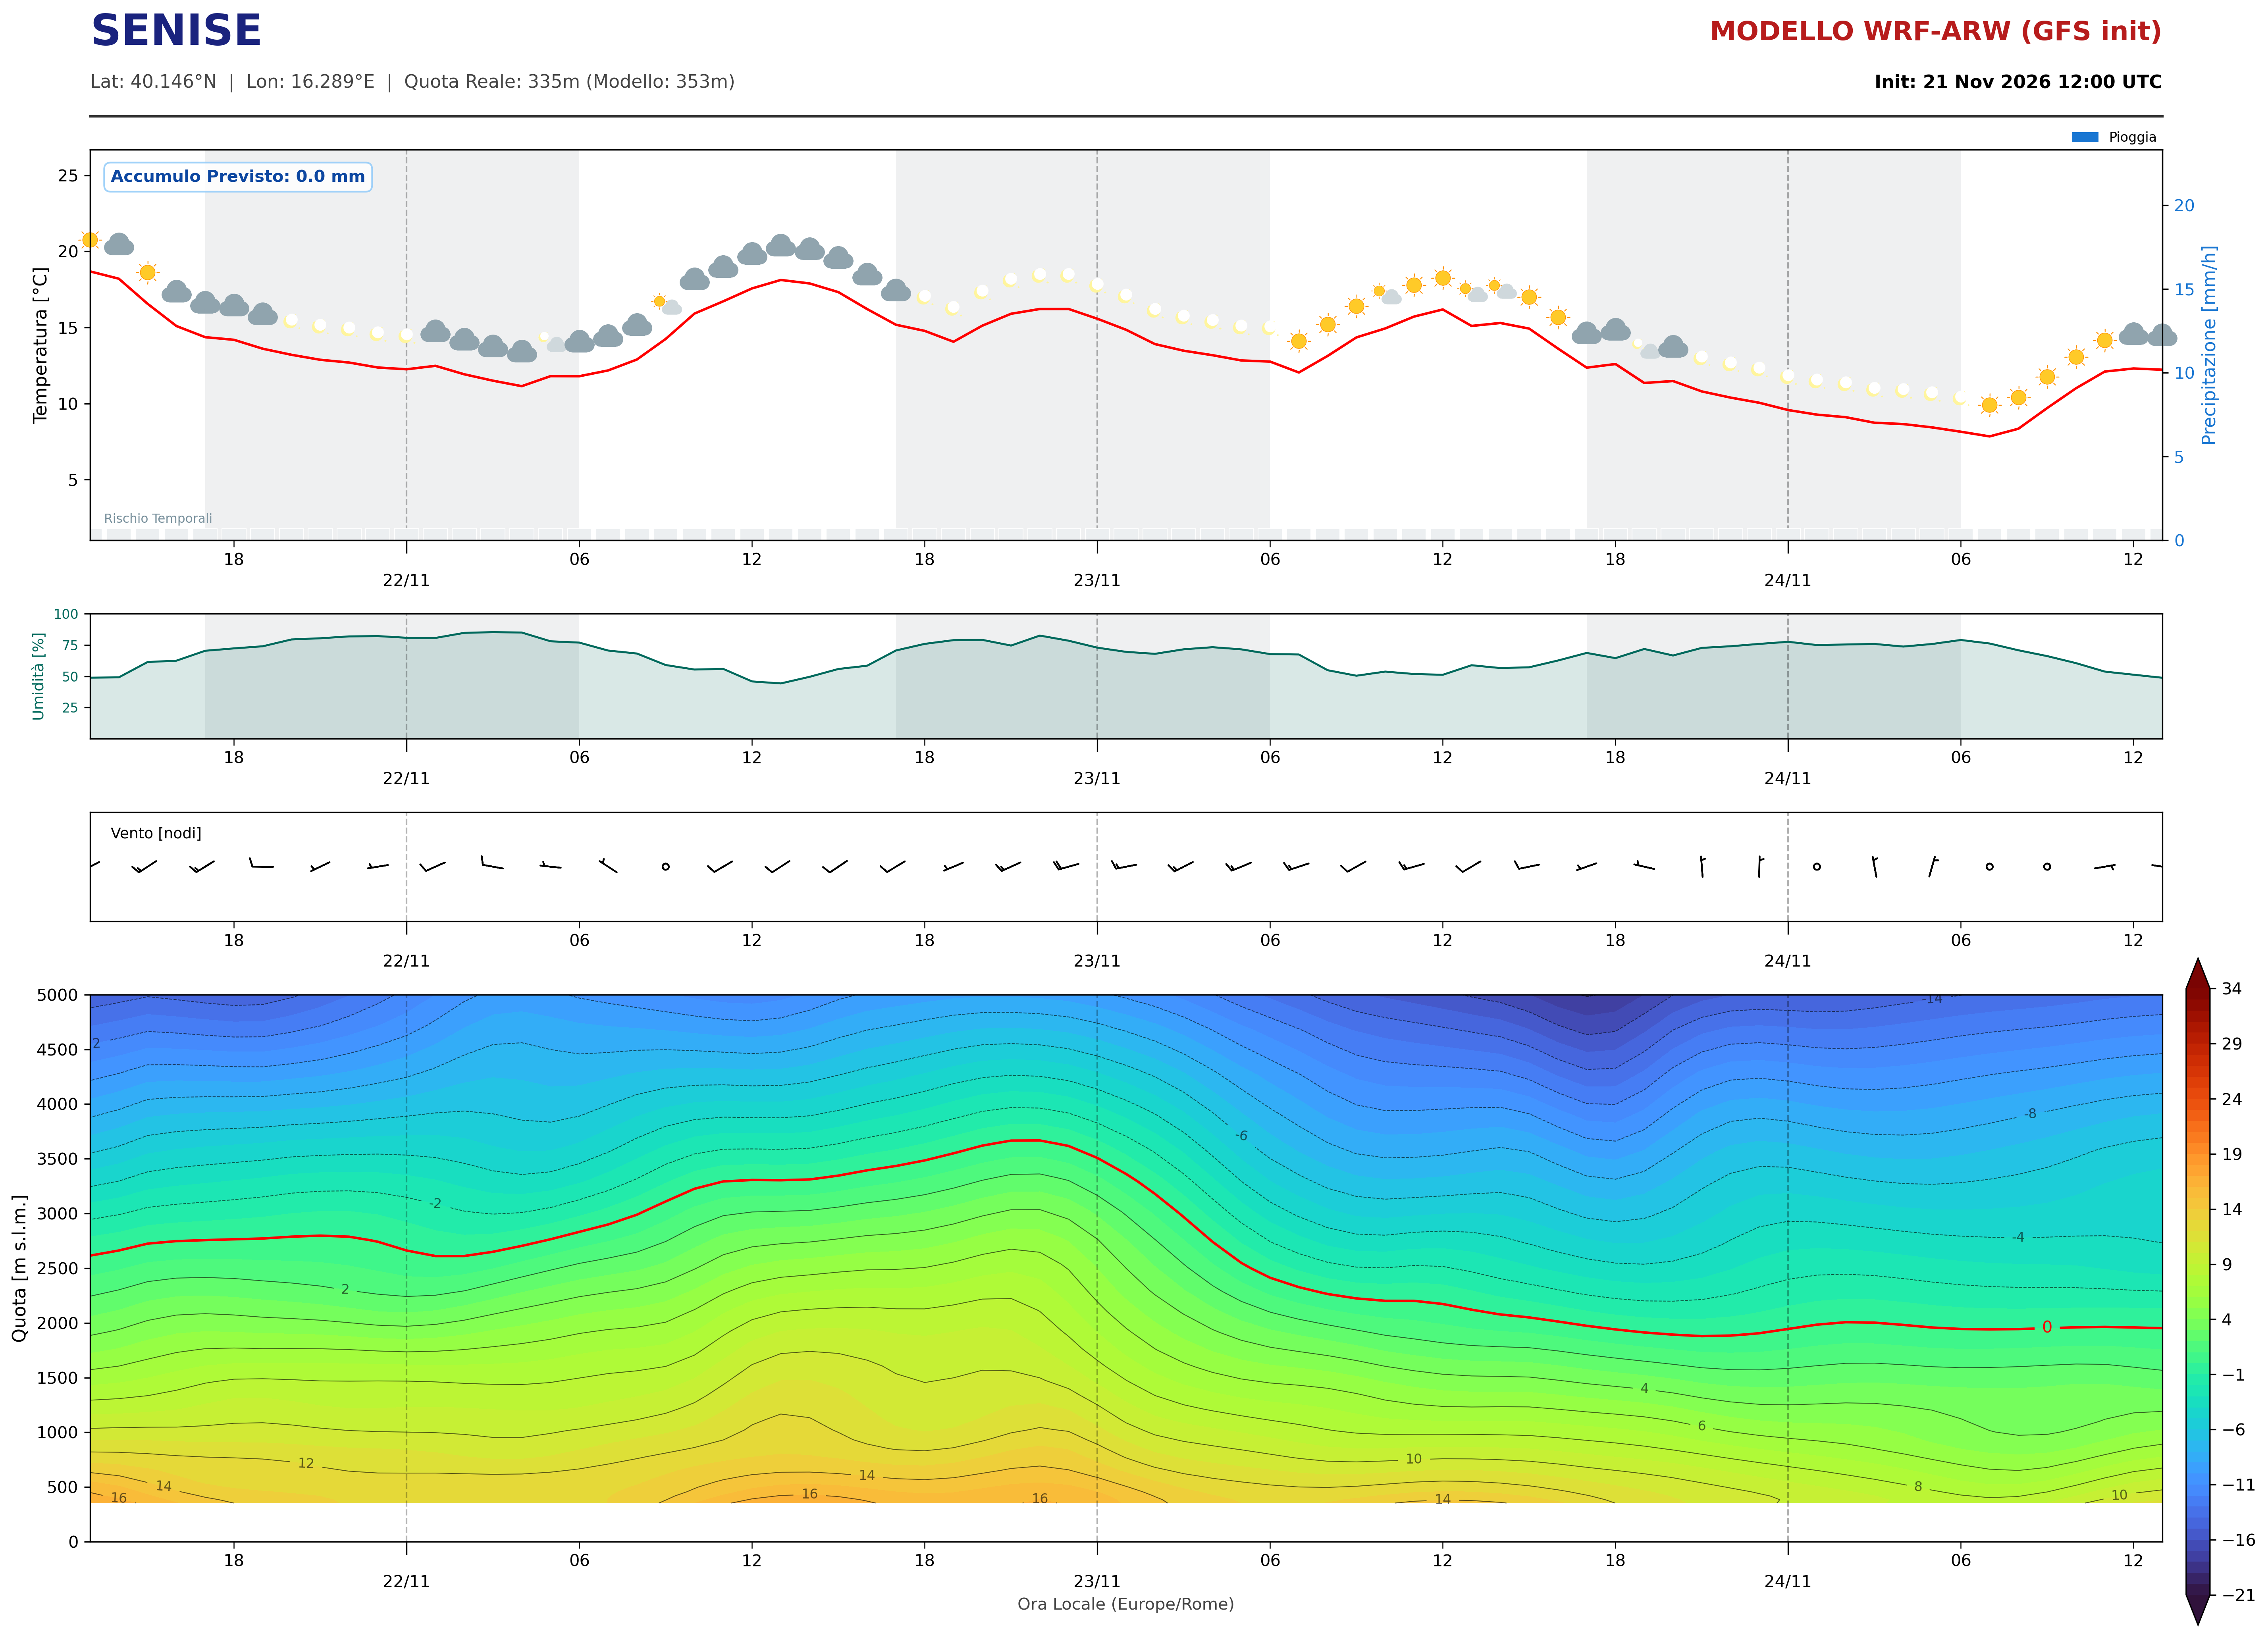 SENISE
MODELLO WRF-ARW (GFS init)
Lat: 40.146°N | Lon: 16.289°E | Quota Reale: 335m (Modello: 353m)
Init: 21 Nov 2026 12:00 UTC
Pioggia
Accumulo Previsto: 0.0 mm
25
20
15
10
5
Temperatura [°C]
20
15
10
5
0
Precipitazione [mm/h]
Rischio Temporali
18 06 12 18 06 12 18 06 12
22/11 23/11 24/11
100
75
50
25
Umidità [%]
18 06 12 18 06 12 18 06 12
22/11 23/11 24/11
Vento [nodi]
18 06 12 18 06 12 18 06 12
22/11 23/11 24/11
5000
4500
4000
3500
3000
2500
2000
1500
1000
500
0
Quota [m s.l.m.]
-14
2
-8
-6
-2
-4
2
0
4
6
12
10
14
14
8
16
16
16
14
10
18 06 12 18 06 12 18 06 12
22/11 23/11 24/11
Ora Locale (Europe/Rome)
34
29
24
19
14
9
4
−1
−6
−11
−16
−21